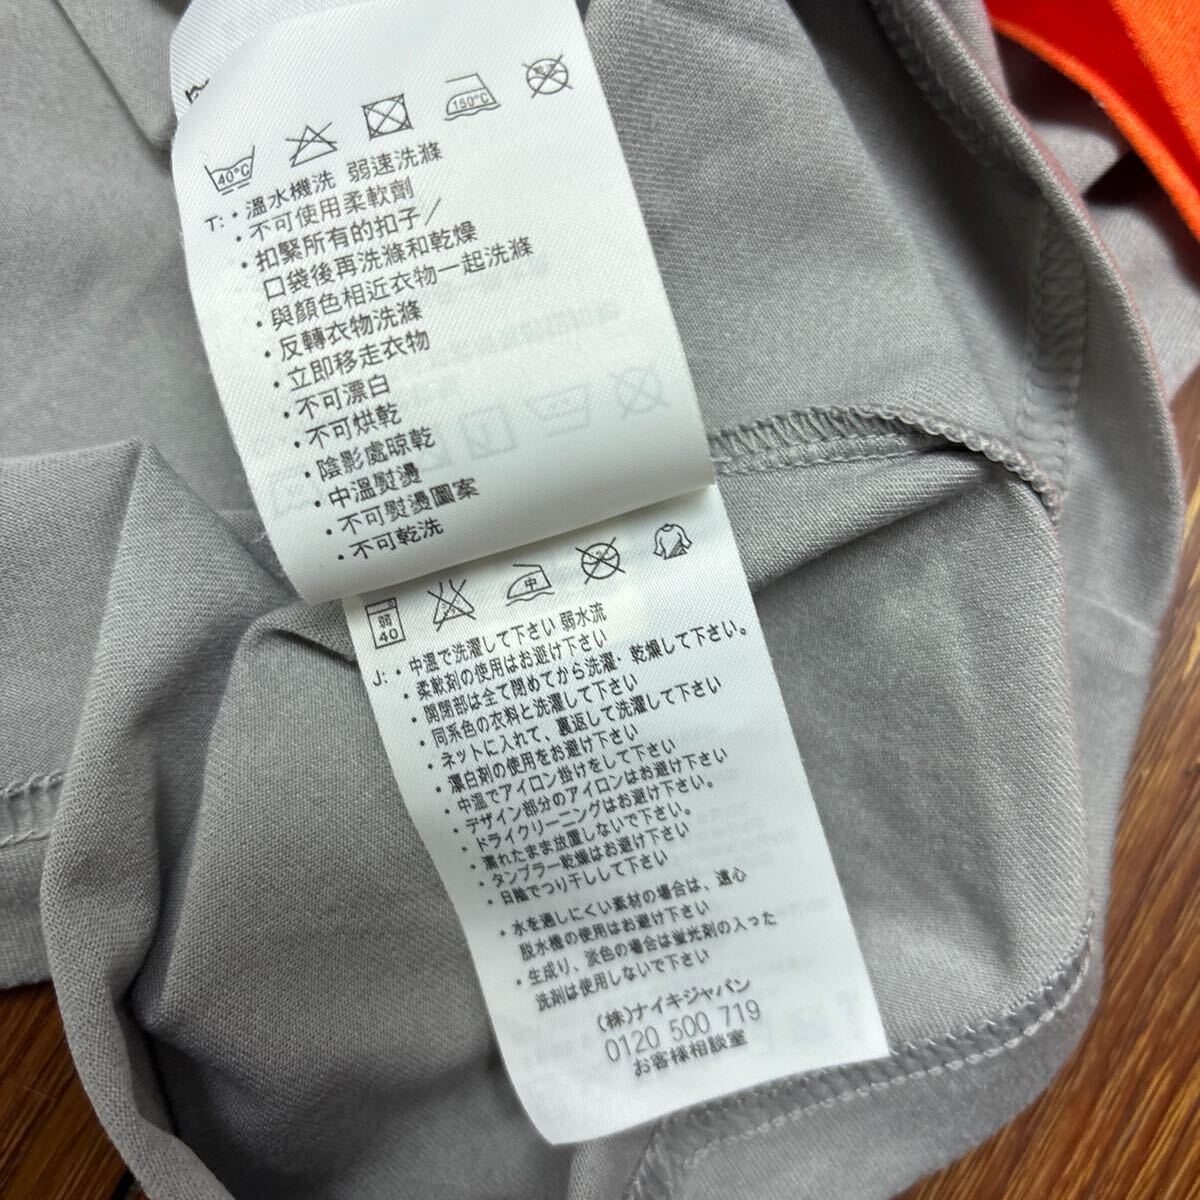 40°C
150°C
T:・溫水機洗 弱速洗滌
・不可使用柔軟劑
・扣緊所有的扣子/
口袋後再洗滌和乾燥
・與顏色相近衣物一起洗滌
・反轉衣物洗滌
・立即移走衣物
・不可漂白
・不可烘乾
・陰影處晾乾
・中溫熨燙
・不可熨燙圖案
・不可乾洗
弱
40
中
J:・中温で洗濯して下さい 弱水流
・柔軟剤の使用はお避け下さい
・開閉部は全て閉めてから洗濯・乾燥して下さい。
・同系色の衣料と洗濯して下さい
・ネットに入れて、裏返して洗濯して下さい
・漂白剤の使用をお避け下さい
・中温でアイロン掛けをして下さい
・デザイン部分のアイロンはお避け下さい。
・ドライクリーニングはお避け下さい。
・濡れたまま放置しないで下さい。
・タンブラー乾燥はお避け下さい
・日陰でつり干しして下さい
・水を通しにくい素材の場合は、遠心
脱水機の使用はお避け下さい
・生成り、淡色の場合は蛍光剤の入った
洗剤は使用しないで下さい
(株)ナイキジャパン
0120 500 719
お客様相談室